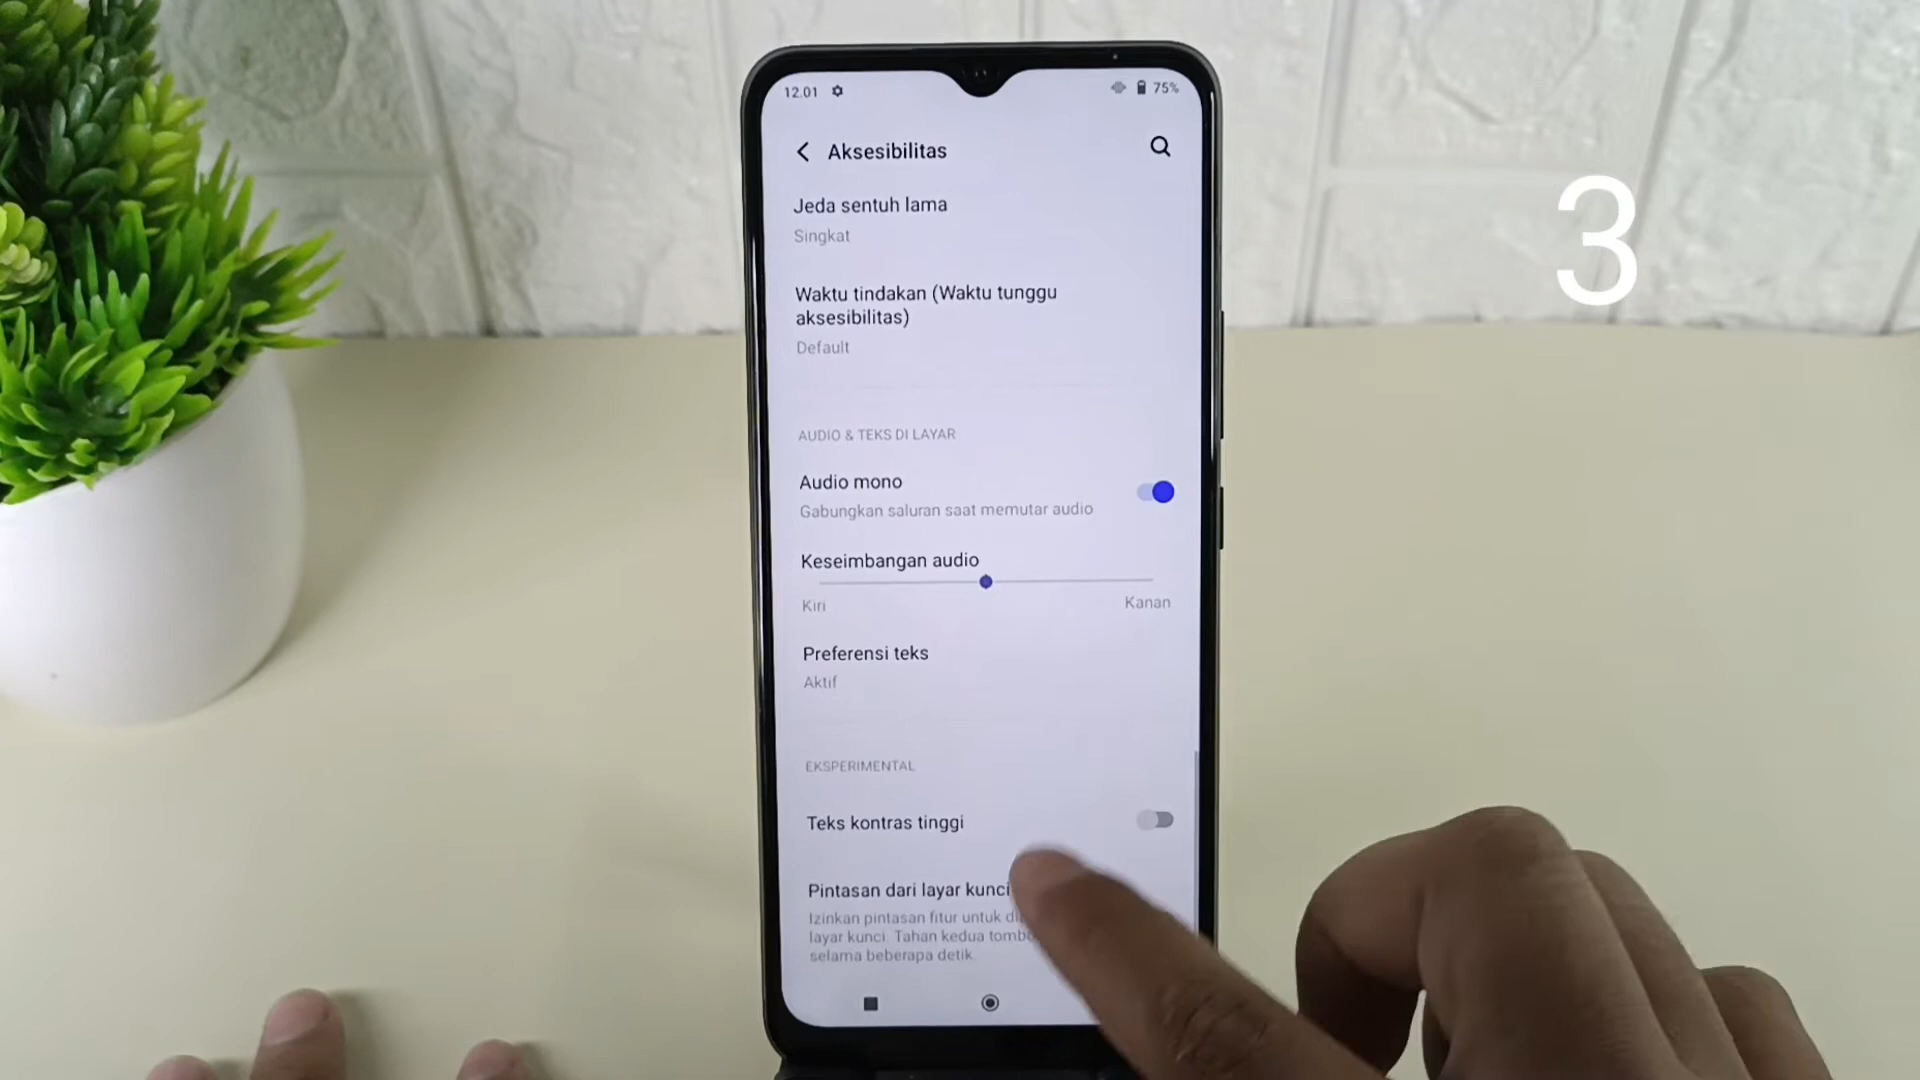 12.01
75%
Aksesibilitas
Jeda sentuh lama
Singkat
3
Waktu tindakan (Waktu tunggu
aksesibilitas)
Default
AUDIO & TEKS DI LAYAR
Audio mono
Gabungkan saluran saat memutar audio
Keseimbangan audio
Kiri
Kanan
Preferensi teks
Aktif
EKSPERIMENTAL
Teks kontras tinggi
Pintasan dari layar kunci
Izinkan pintasan fitur untuk
layar kunci. Tahan kedua
selama beberapa detik.